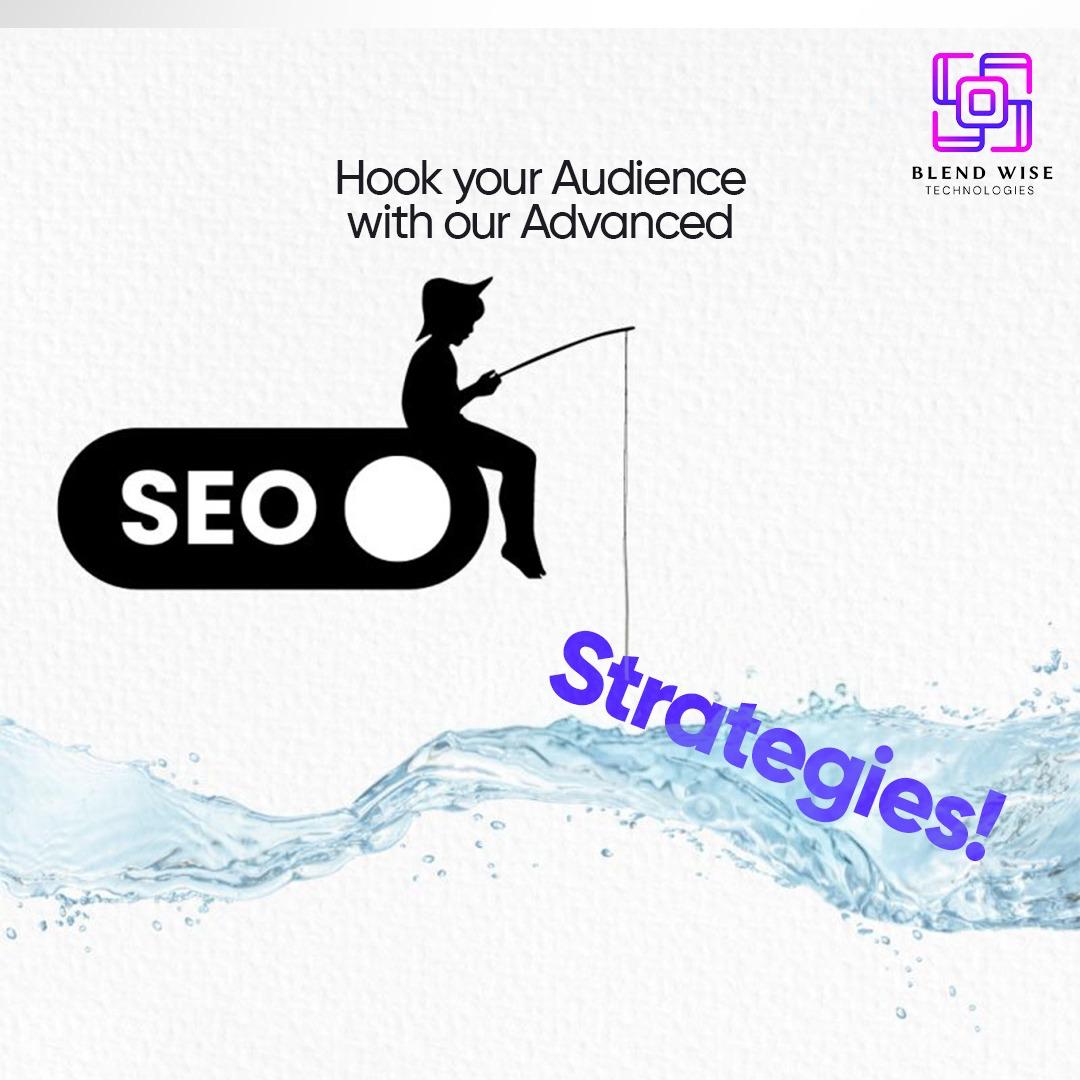 BLEND WISE
TECHNOLOGIES
Hook your Audience
with our Advanced
SEO
Strategies!